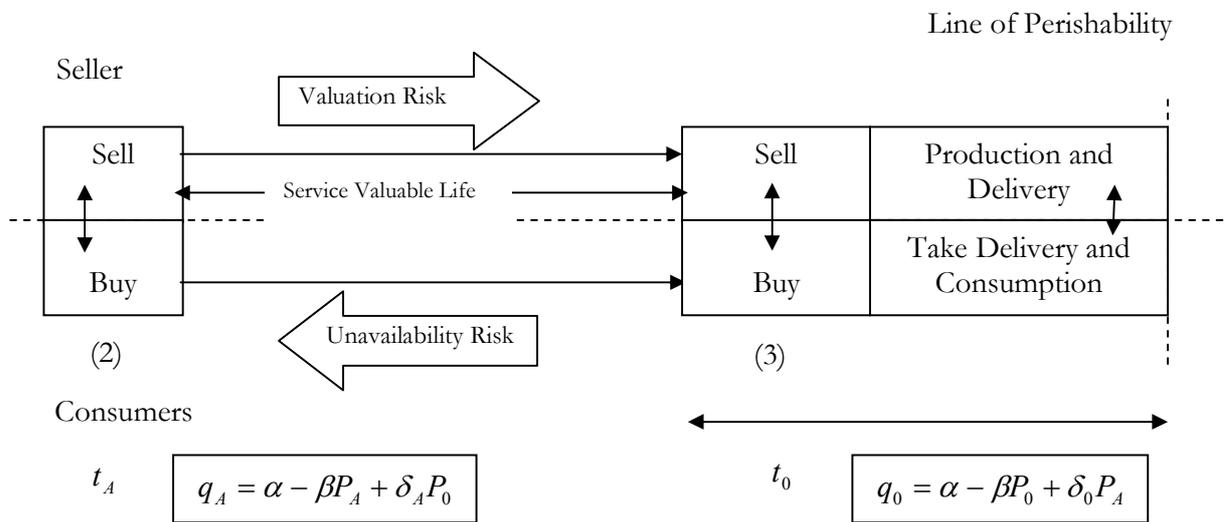 Line of Perishability
Seller
Valuation Risk
Sell
Sell
Production and
Delivery
Service Valuable Life
Buy
Buy
Take Delivery and
Consumption
Unavailability Risk
(2)
(3)
Consumers
t_A
q_A = α − βP_A + δ_A P_0
t_0
q_0 = α − βP_0 + δ_0 P_A